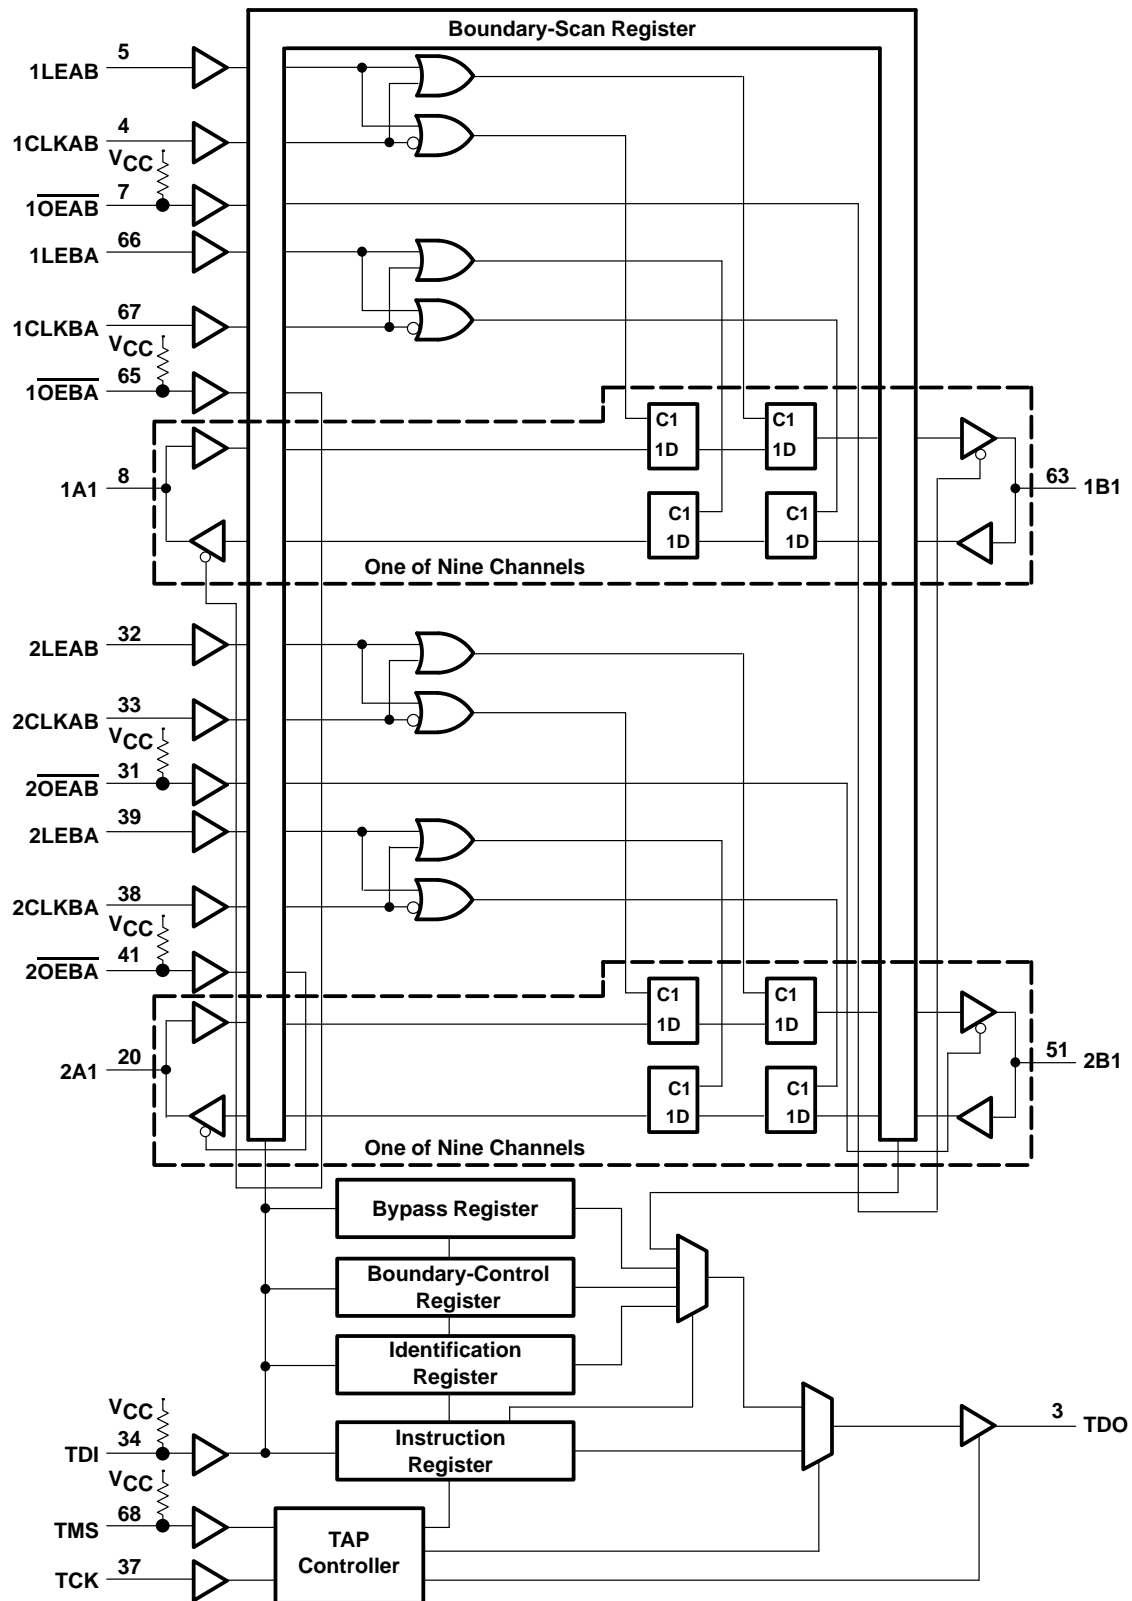 Boundary-Scan Register
5
1LEAB
4
1CLKAB
VCC
7
1OEAB
66
1LEBA
67
1CLKBA
VCC
65
1OEBA
C1
1D
C1
1D
8
1A1
63
1B1
C1
1D
C1
1D
One of Nine Channels
32
2LEAB
33
2CLKAB
VCC
31
2OEAB
39
2LEBA
38
2CLKBA
VCC
41
2OEBA
C1
1D
C1
1D
20
2A1
51
2B1
C1
1D
C1
1D
One of Nine Channels
Bypass Register
Boundary-Control
Register
Identification
Register
VCC
34
TDI
Instruction
Register
3
TDO
VCC
68
TMS
TAP
Controller
37
TCK